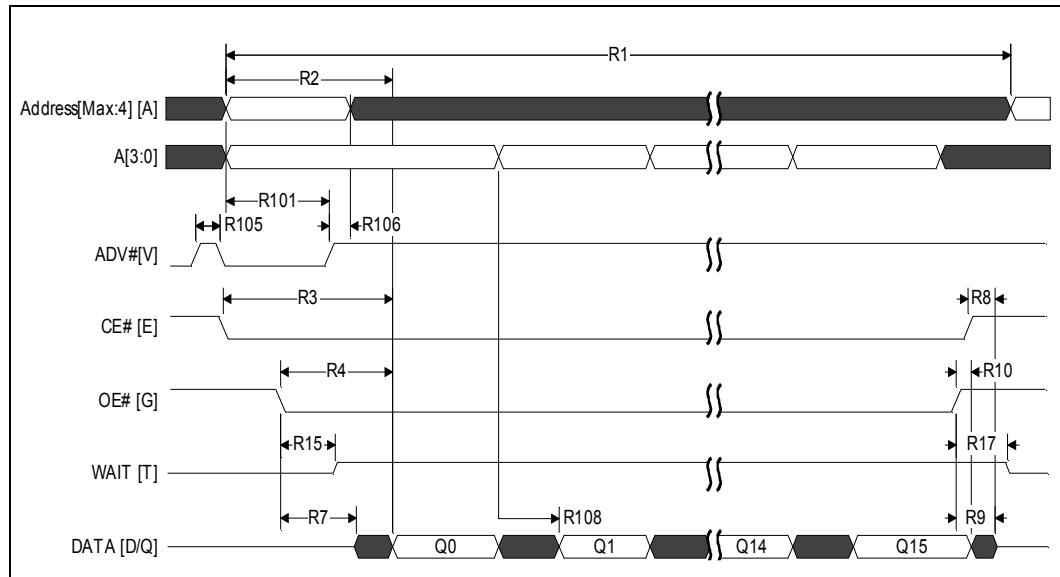 R1
R2
Address[Max:4] [A]
A[3:0]
R101
R105
R106
ADV#[V]
R3
R8
CE# [E]
R4
R10
OE# [G]
R15
R17
WAIT [T]
R7
R108
R9
DATA [D/Q]
Q0
Q1
Q14
Q15